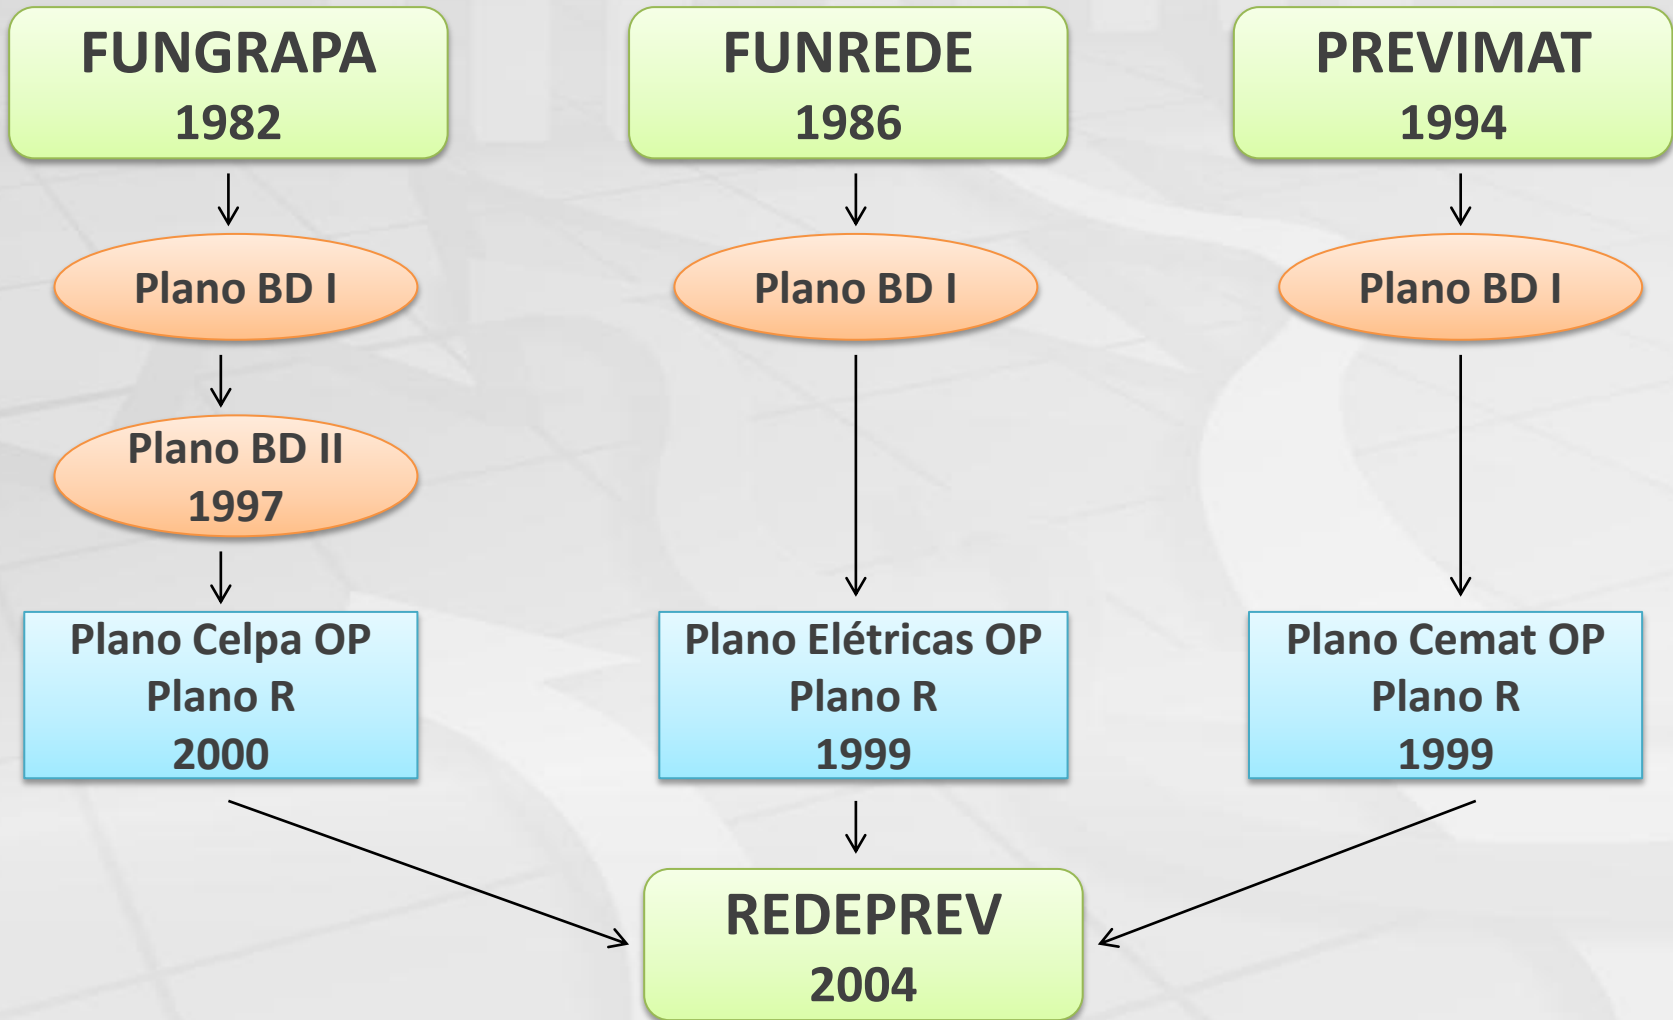 FUNGRAPA
1982
FUNREDE
1986
PREVIMAT
1994
Plano BD I
Plano BD I
Plano BD I
Plano BD II
1997
Plano Celpa OP
Plano R
2000
Plano Elétricas OP
Plano R
1999
Plano Cemat OP
Plano R
1999
REDEPREV
2004